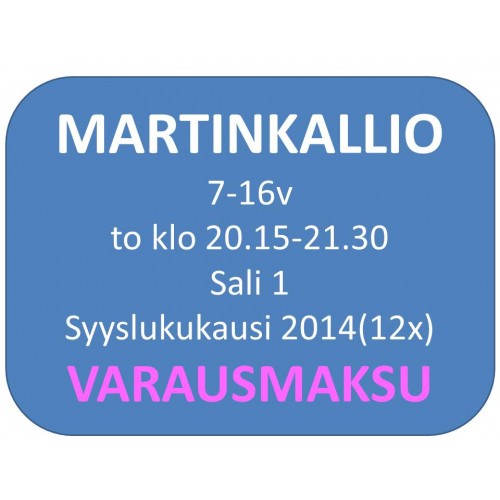 MARTINKALLIO
7-16v
to klo 20.15-21.30
Sali 1
Syyslukukausi 2014(12x)
VARAUSMAKSU